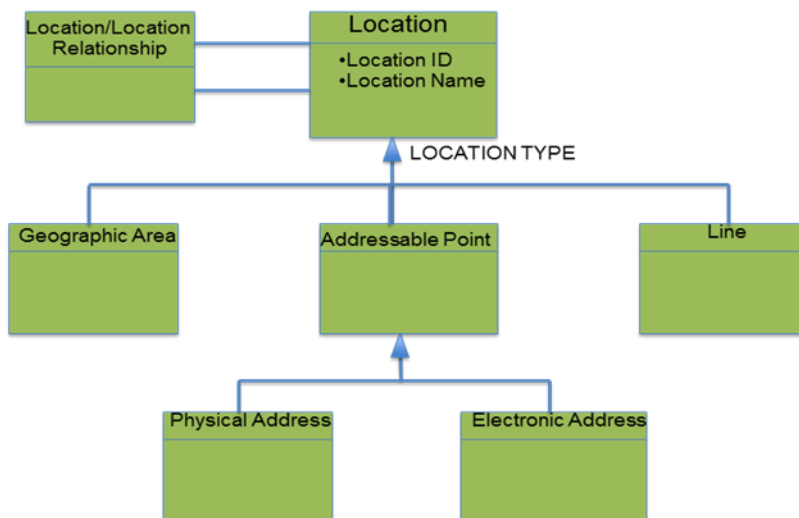 Location/Location
Relationship
Location
•Location ID
•Location Name
LOCATION TYPE
Geographic Area
Addressable Point
Line
Physical Address
Electronic Address